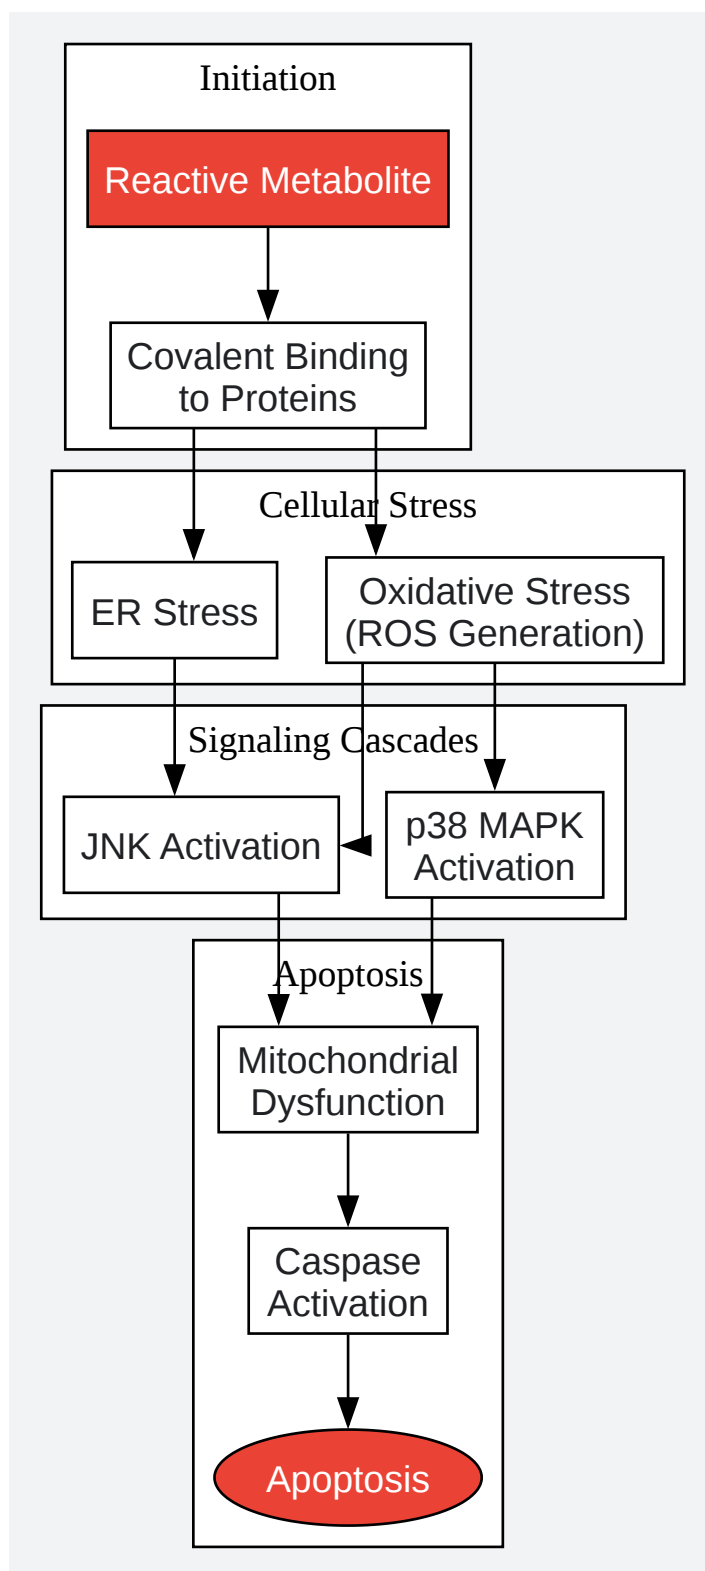 Initiation
Reactive Metabolite
Covalent Binding
to Proteins
Cellular Stress
ER Stress
Oxidative Stress
(ROS Generation)
Signaling Cascades
JNK Activation
p38 MAPK
Activation
Apoptosis
Mitochondrial
Dysfunction
Caspase
Activation
Apoptosis